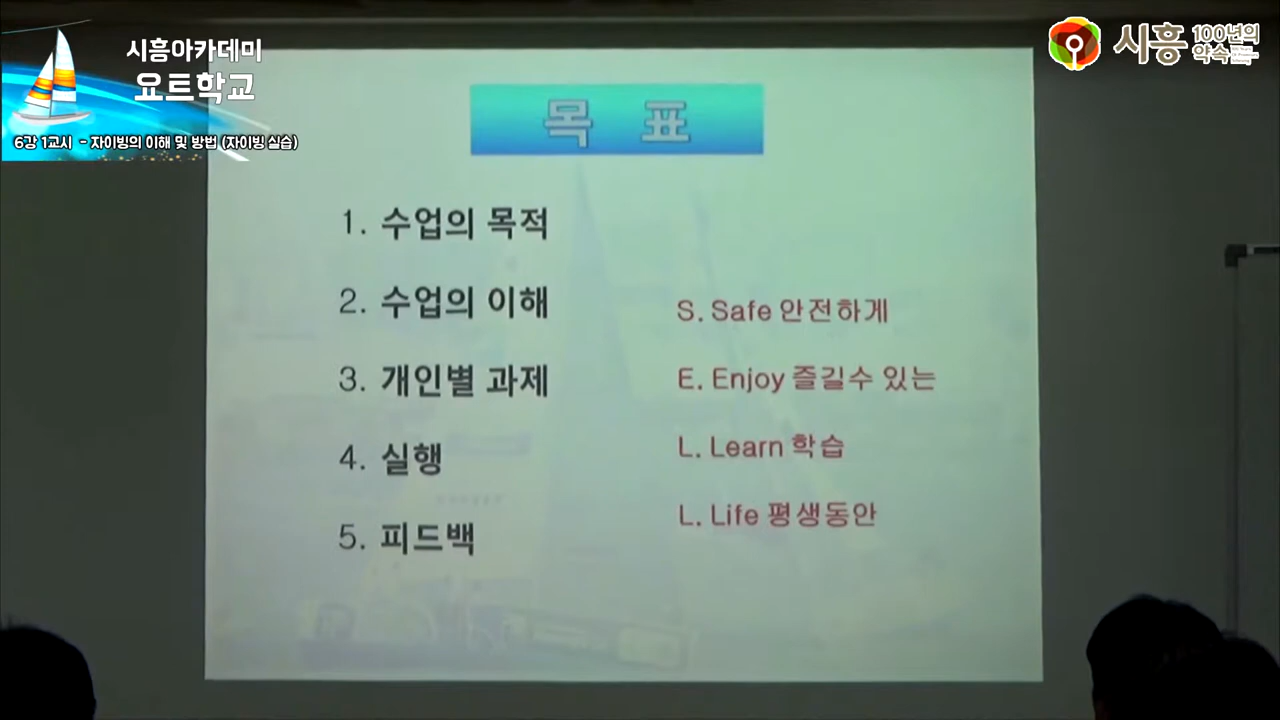 시흥아카데미
요트학교
6강 1교시 - 자이빙의 이해 및 방법 (자이빙 실습)
시흥 100년의
약속
목 표
1. 수업의 목적
2. 수업의 이해
3. 개인별 과제
4. 실행
5. 피드백
S. Safe 안전하게
E. Enjoy 즐길수 있는
L. Learn 학습
L. Life 평생동안